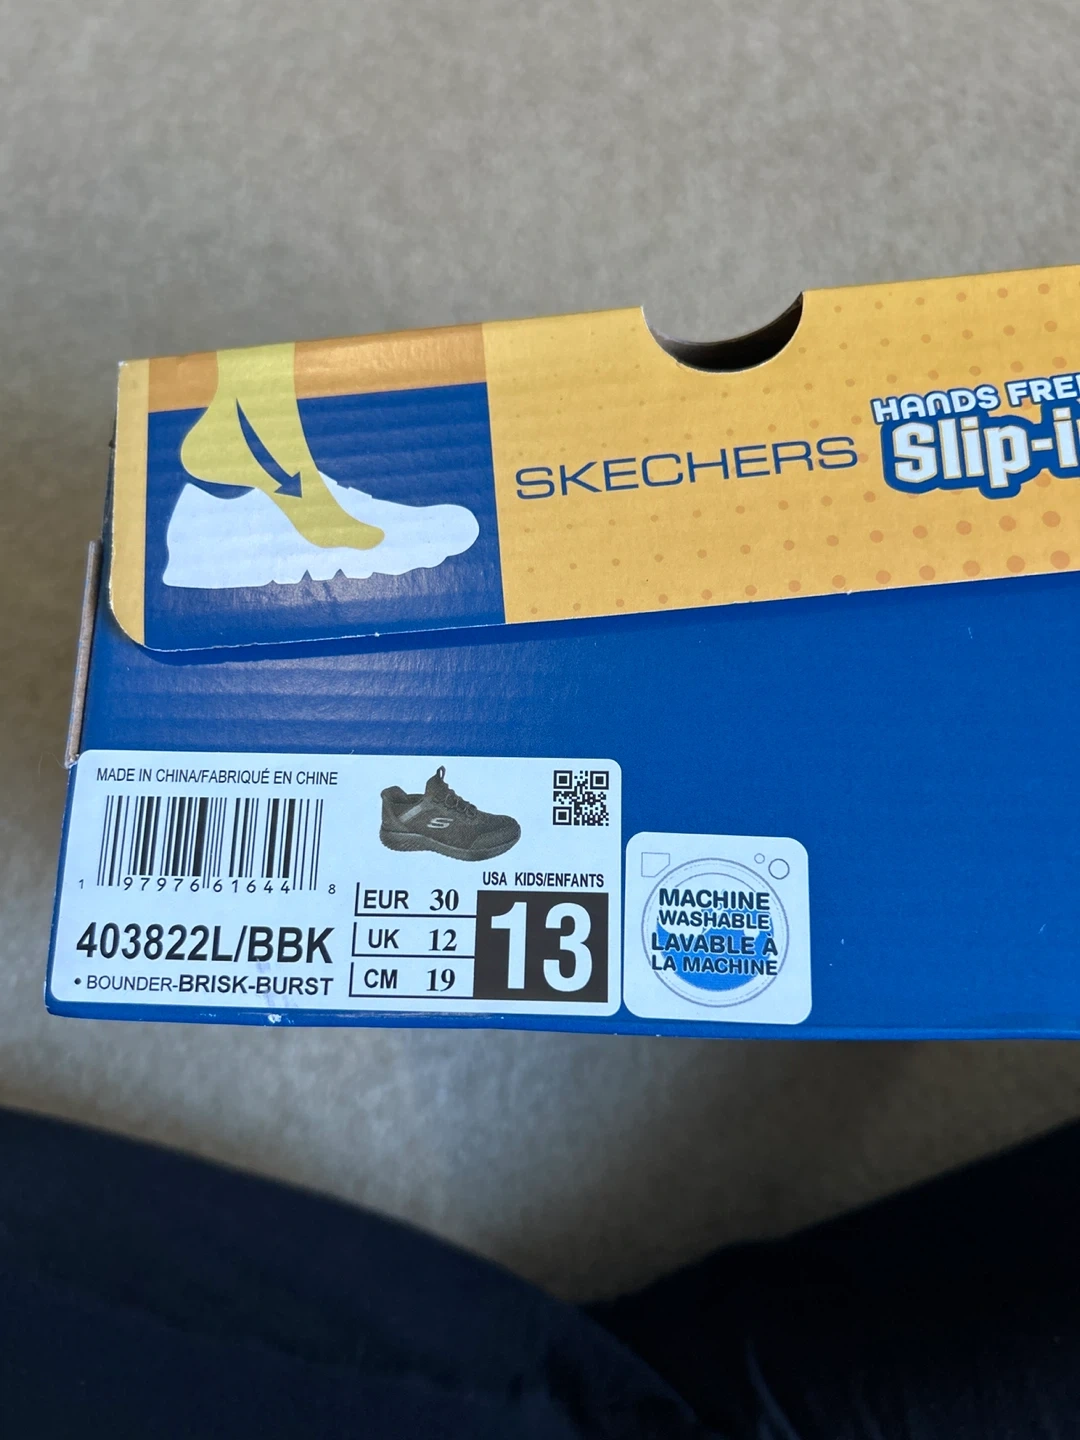 HANDS FREE
Slip-i
SKECHERS
MADE IN CHINA/FABRIQUÉ EN CHINE
1 97976 61644 8
403822L/BBK
• BOUNDER-BRISK-BURST
USA KIDS/ENFANTS
EUR 30
UK 12
CM 19
13
MACHINE
WASHABLE
LAVABLE À
LA MACHINE